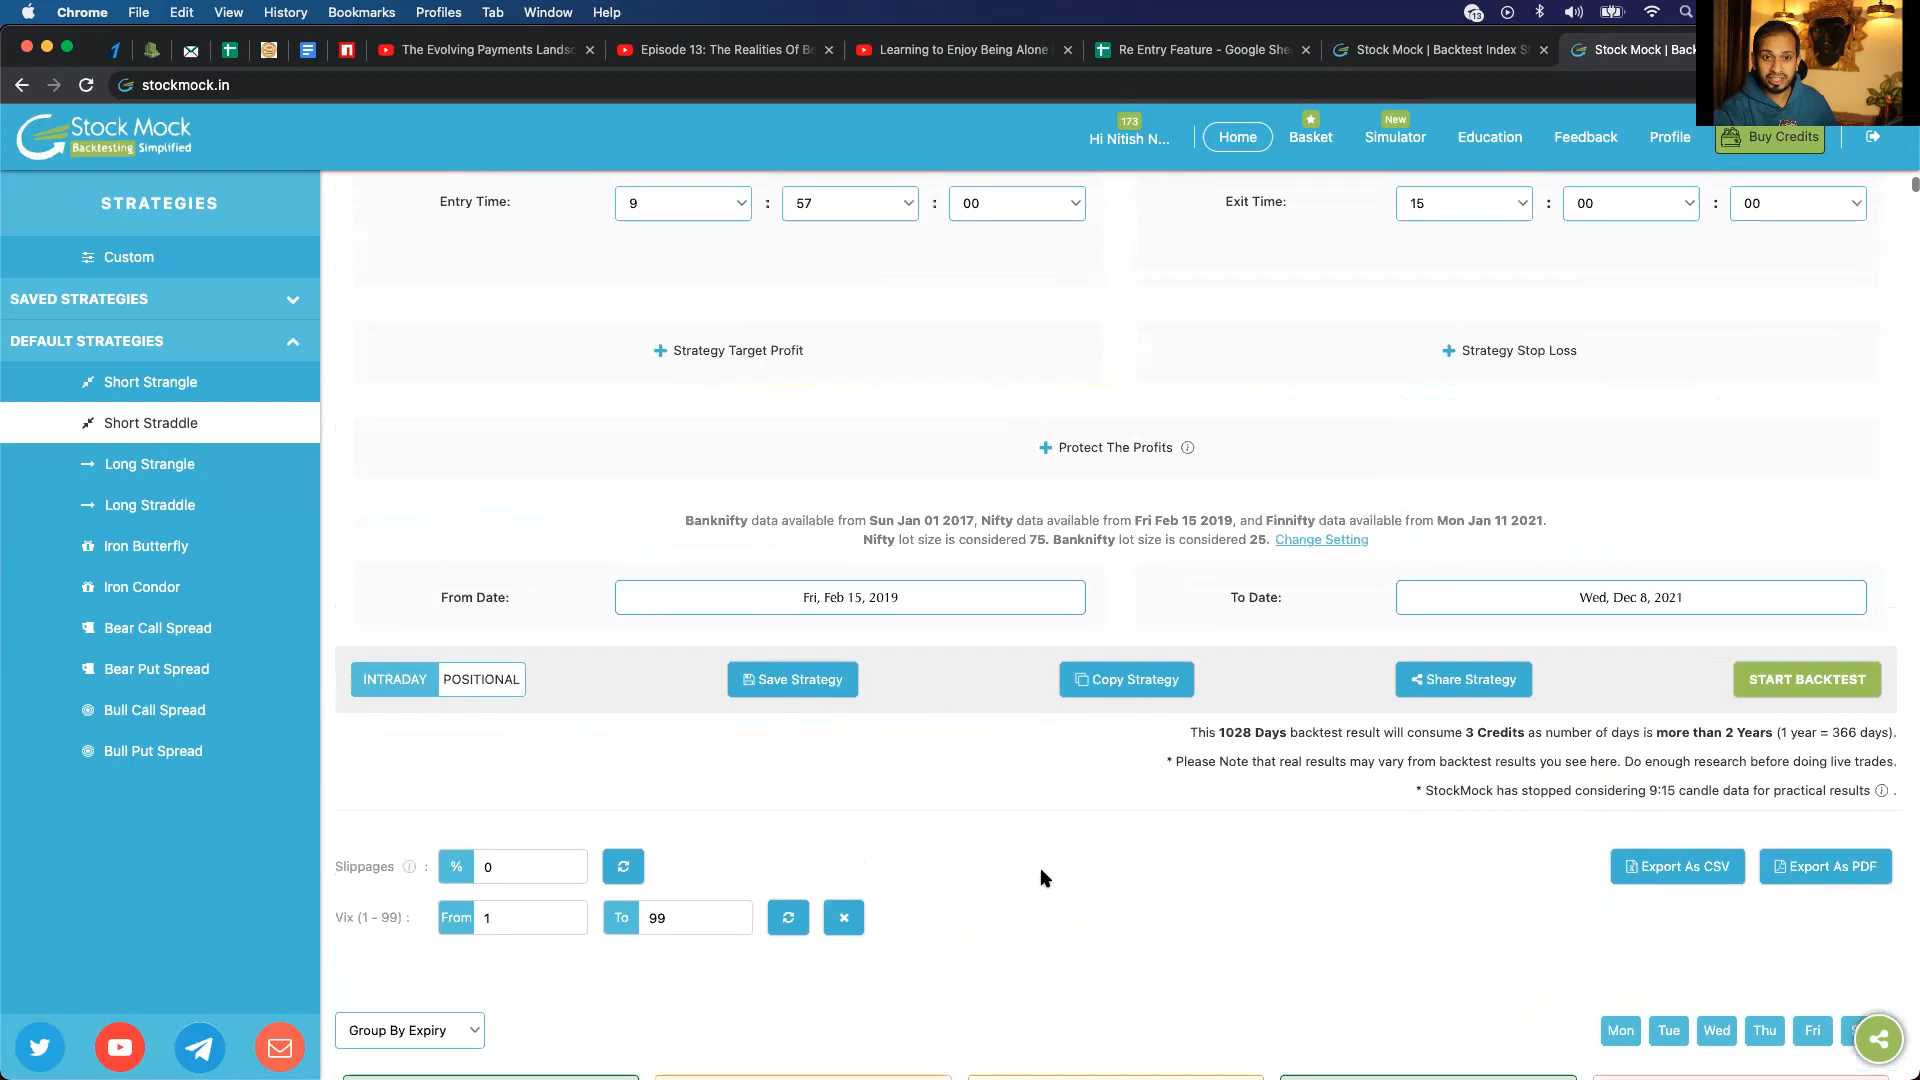 Chrome File Edit View History Bookmarks Profiles Tab Window Help
13
The Evolving Payments Landsc
Episode 13: The Realities Of Be
Learning to Enjoy Being Alone
Re Entry Feature - Google She
Stock Mock | Backtest Index S
Stock Mock | Back
stockmock.in
Stock Mock
Backtesting Simplified
173
Hi Nitish N...
Home
Basket
New
Simulator
Education
Feedback
Profile
Buy Credits
STRATEGIES
Custom
SAVED STRATEGIES
DEFAULT STRATEGIES
Short Strangle
Short Straddle
Long Strangle
Long Straddle
Iron Butterfly
Iron Condor
Bear Call Spread
Bear Put Spread
Bull Call Spread
Bull Put Spread
Entry Time: 9 : 57 : 00
Exit Time: 15 : 00 : 00
+ Strategy Target Profit
+ Strategy Stop Loss
+ Protect The Profits
Banknifty data available from Sun Jan 01 2017, Nifty data available from Fri Feb 15 2019, and Finnifty data available from Mon Jan 11 2021.
Nifty lot size is considered 75. Banknifty lot size is considered 25. Change Setting
From Date: Fri, Feb 15, 2019
To Date: Wed, Dec 8, 2021
INTRADAY POSITIONAL
Save Strategy
Copy Strategy
Share Strategy
START BACKTEST
This 1028 Days backtest result will consume 3 Credits as number of days is more than 2 Years (1 year = 366 days).
* Please Note that real results may vary from backtest results you see here. Do enough research before doing live trades.
* StockMock has stopped considering 9:15 candle data for practical results .
Slippages : % 0
Export As CSV
Export As PDF
Vix (1 - 99) : From 1 To 99
Group By Expiry
Mon Tue Wed Thu Fri